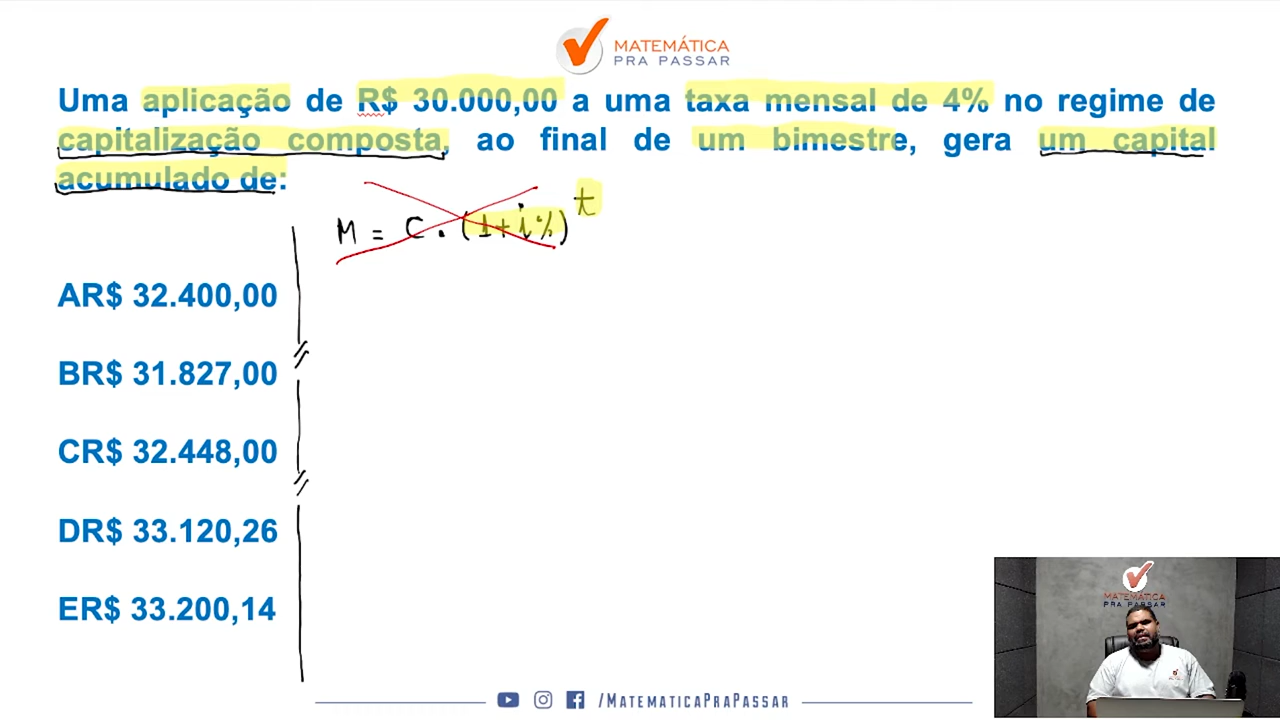 MATEMÁTICA
PRA PASSAR
Uma aplicação de R$ 30.000,00 a uma taxa mensal de 4% no regime de
capitalização composta, ao final de um bimestre, gera um capital
acumulado de:
M = C . (1+i%)^t
AR$ 32.400,00
BR$ 31.827,00
CR$ 32.448,00
DR$ 33.120,26
ER$ 33.200,14
MATEMÁTICA
PRA PASSAR
/MATEMATICAPRAPASSAR